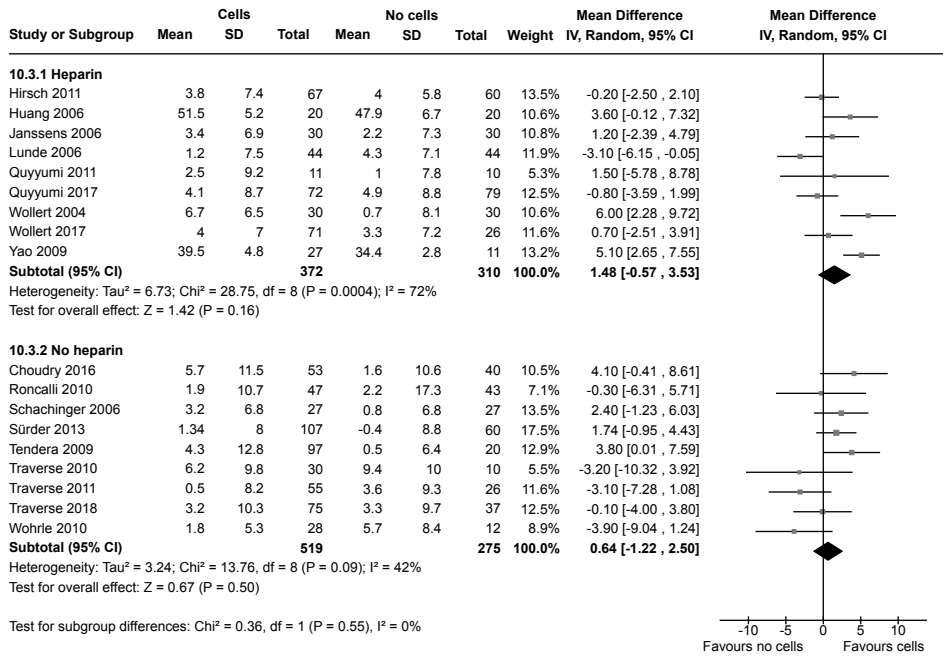 Cells No cells Mean Difference Mean Difference
Study or Subgroup Mean SD Total Mean SD Total Weight IV, Random, 95% CI IV, Random, 95% CI
10.3.1 Heparin
Hirsch 2011 3.8 7.4 67 4 5.8 60 13.5% -0.20 [-2.50 , 2.10]
Huang 2006 51.5 5.2 20 47.9 6.7 20 10.6% 3.60 [-0.12 , 7.32]
Janssens 2006 3.4 6.9 30 2.2 7.3 30 10.8% 1.20 [-2.39 , 4.79]
Lunde 2006 1.2 7.5 44 4.3 7.1 44 11.9% -3.10 [-6.15 , -0.05]
Quyyumi 2011 2.5 9.2 11 1 7.8 10 5.3% 1.50 [-5.78 , 8.78]
Quyyumi 2017 4.1 8.7 72 4.9 8.8 79 12.5% -0.80 [-3.59 , 1.99]
Wollert 2004 6.7 6.5 30 0.7 8.1 30 10.6% 6.00 [2.28 , 9.72]
Wollert 2017 4 7 71 3.3 7.2 26 11.6% 0.70 [-2.51 , 3.91]
Yao 2009 39.5 4.8 27 34.4 2.8 11 13.2% 5.10 [2.65 , 7.55]
Subtotal (95% CI) 372 310 100.0% 1.48 [-0.57 , 3.53]
Heterogeneity: Tau² = 6.73; Chi² = 28.75, df = 8 (P = 0.0004); I² = 72%
Test for overall effect: Z = 1.42 (P = 0.16)
10.3.2 No heparin
Choudry 2016 5.7 11.5 53 1.6 10.6 40 10.5% 4.10 [-0.41 , 8.61]
Roncalli 2010 1.9 10.7 47 2.2 17.3 43 7.1% -0.30 [-6.31 , 5.71]
Schachinger 2006 3.2 6.8 27 0.8 6.8 27 13.5% 2.40 [-1.23 , 6.03]
Sürder 2013 1.34 8 107 -0.4 8.8 60 17.5% 1.74 [-0.95 , 4.43]
Tendera 2009 4.3 12.8 97 0.5 6.4 20 12.9% 3.80 [0.01 , 7.59]
Traverse 2010 6.2 9.8 30 9.4 10 10 5.5% -3.20 [-10.32 , 3.92]
Traverse 2011 0.5 8.2 55 3.6 9.3 26 11.6% -3.10 [-7.28 , 1.08]
Traverse 2018 3.2 10.3 75 3.3 9.7 37 12.5% -0.10 [-4.00 , 3.80]
Wohrle 2010 1.8 5.3 28 5.7 8.4 12 8.9% -3.90 [-9.04 , 1.24]
Subtotal (95% CI) 519 275 100.0% 0.64 [-1.22 , 2.50]
Heterogeneity: Tau² = 3.24; Chi² = 13.76, df = 8 (P = 0.09); I² = 42%
Test for overall effect: Z = 0.67 (P = 0.50)
Test for subgroup differences: Chi² = 0.36, df = 1 (P = 0.55), I² = 0%
-10 -5 0 5 10
Favours no cells Favours cells